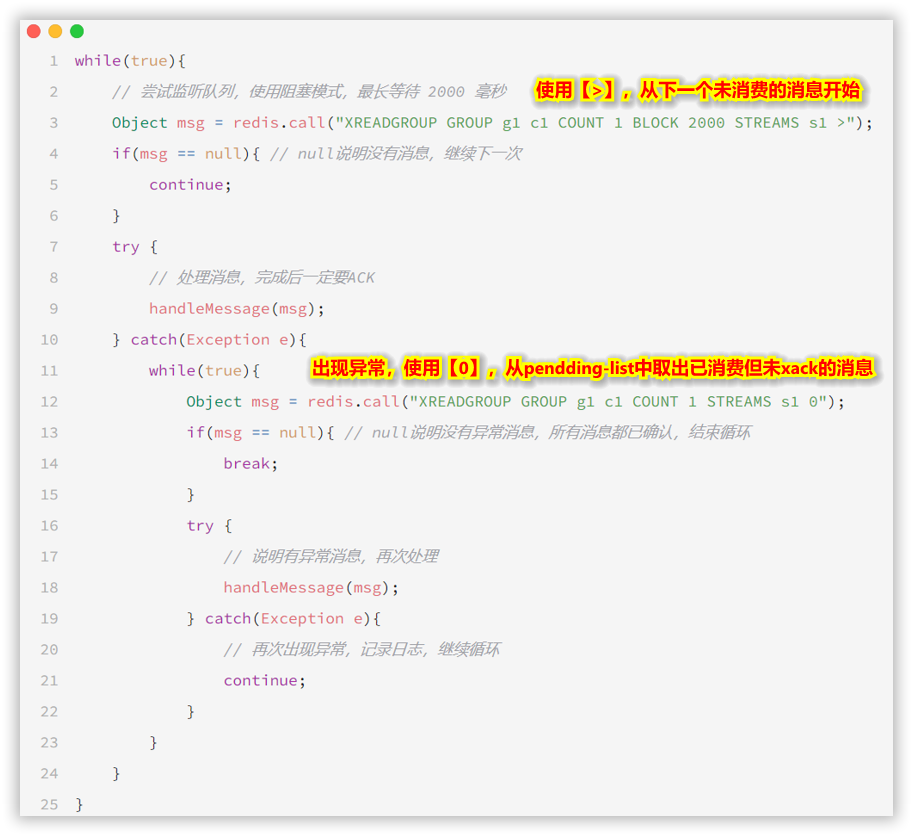 1 while(true){
2 // 尝试监听队列，使用阻塞模式，最长等待 2000 毫秒 使用【>】，从下一个未消费的消息开始
3 Object msg = redis.call("XREADGROUP GROUP g1 c1 COUNT 1 BLOCK 2000 STREAMS s1 >");
4 if(msg == null){ // null说明没有消息，继续下一次
5 continue;
6 }
7 try {
8 // 处理消息，完成后一定要ACK
9 handleMessage(msg);
10 } catch(Exception e){
11 while(true){ 出现异常，使用【0】，从pendding-list中取出已消费但未xack的消息
12 Object msg = redis.call("XREADGROUP GROUP g1 c1 COUNT 1 STREAMS s1 0");
13 if(msg == null){ // null说明没有异常消息，所有消息都已确认，结束循环
14 break;
15 }
16 try {
17 // 说明有异常消息，再次处理
18 handleMessage(msg);
19 } catch(Exception e){
20 // 再次出现异常，记录日志，继续循环
21 continue;
22 }
23 }
24 }
25 }